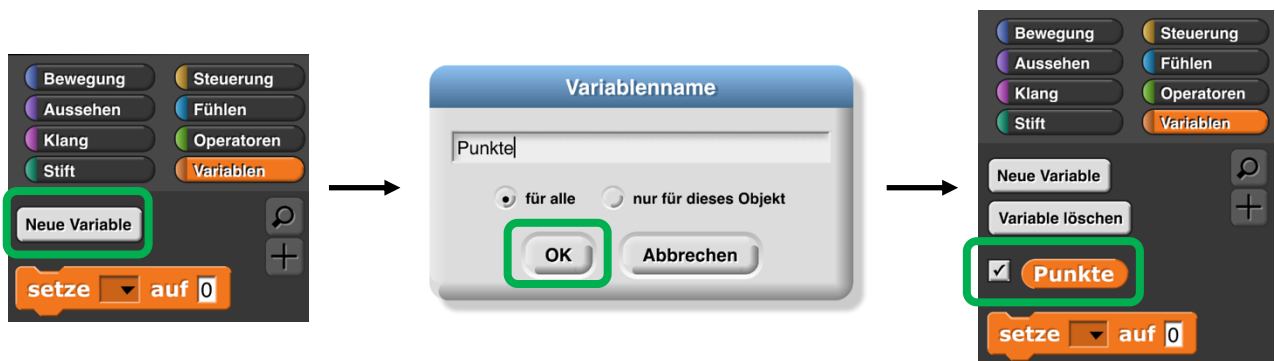 Bewegung Steuerung
Aussehen Fühlen
Klang Operatoren
Stift Variablen
Neue Variable
setze auf 0
Variablenname
Punkte
für alle nur für dieses Objekt
OK Abbrechen
Bewegung Steuerung
Aussehen Fühlen
Klang Operatoren
Stift Variablen
Neue Variable
Variable löschen
Punkte
setze auf 0